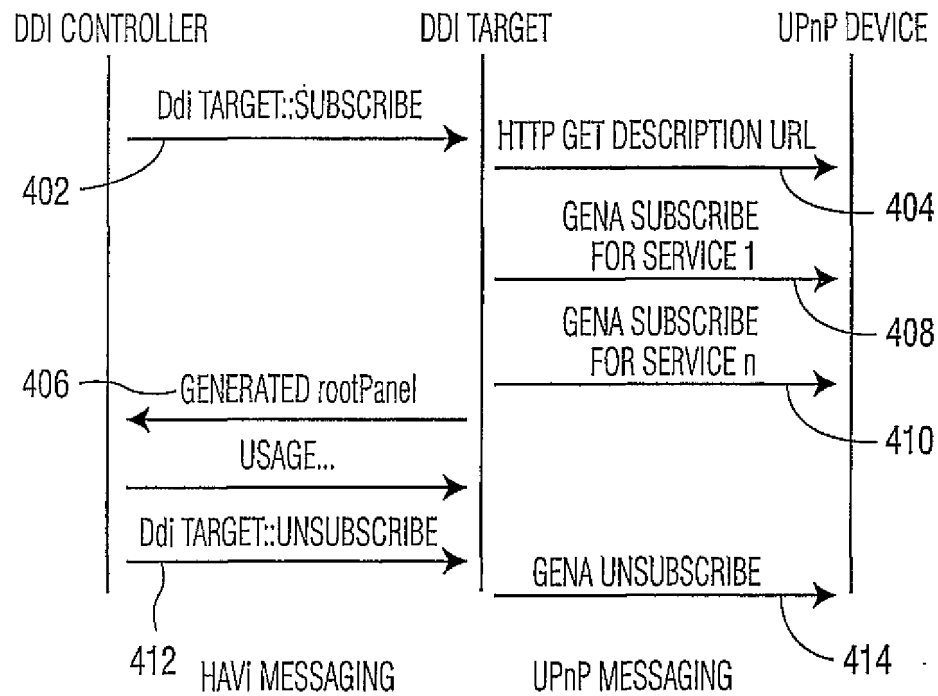 DDI CONTROLLER
DDI TARGET
UPnP DEVICE
Ddi TARGET::SUBSCRIBE
402
HTTP GET DESCRIPTION URL
404
GENA SUBSCRIBE
FOR SERVICE 1
408
GENA SUBSCRIBE
FOR SERVICE n
410
406
GENERATED rootPanel
USAGE...
Ddi TARGET::UNSUBSCRIBE
412
GENA UNSUBSCRIBE
414
HAVi MESSAGING
UPnP MESSAGING